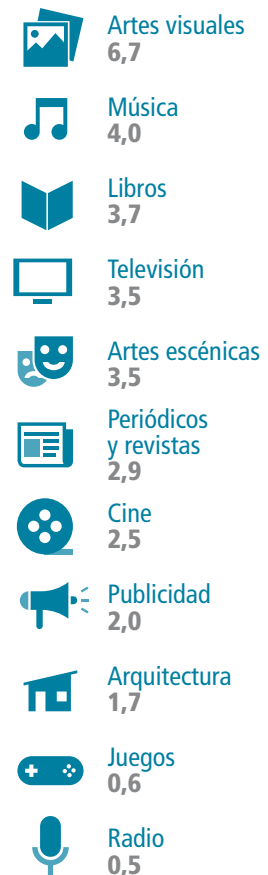 Artes visuales
6,7
Música
4,0
Libros
3,7
Televisión
3,5
Artes escénicas
3,5
Periódicos
y revistas
2,9
Cine
2,5
Publicidad
2,0
Arquitectura
1,7
Juegos
0,6
Radio
0,5